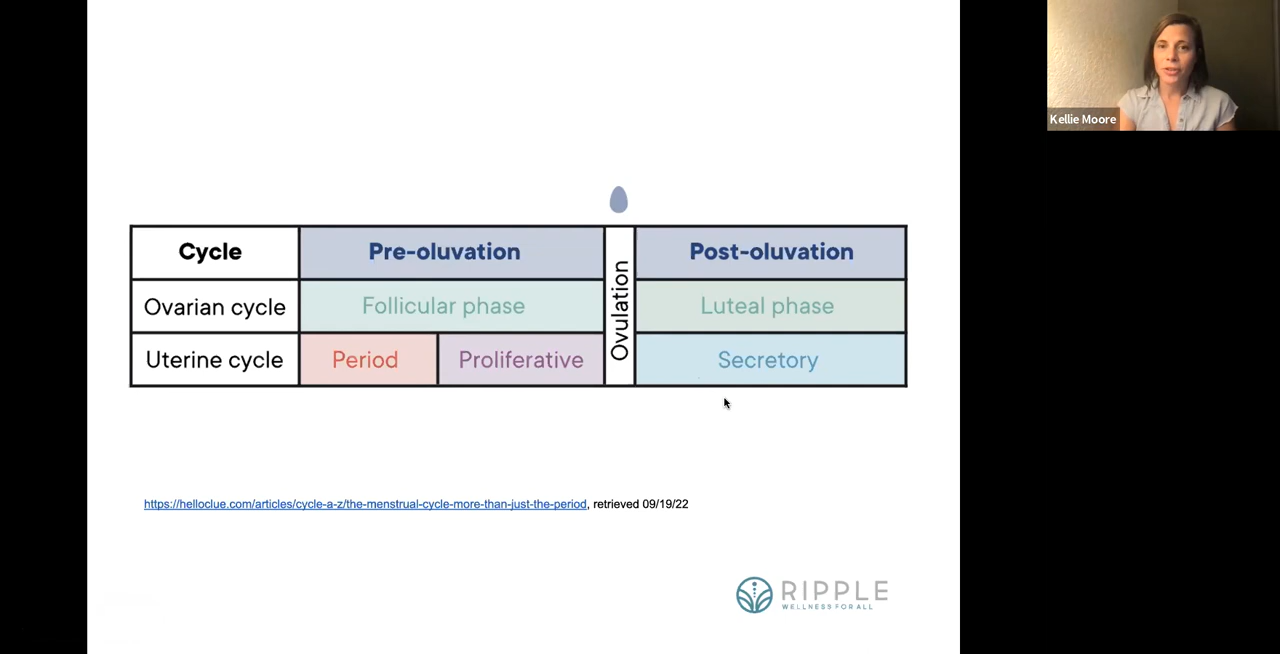 Kellie Moore
Cycle Pre-oluvation Ovulation Post-oluvation
Ovarian cycle Follicular phase Luteal phase
Uterine cycle Period Proliferative Secretory
https://helloclue.com/articles/cycle-a-z/the-menstrual-cycle-more-than-just-the-period, retrieved 09/19/22
RIPPLE
WELLNESS FOR ALL